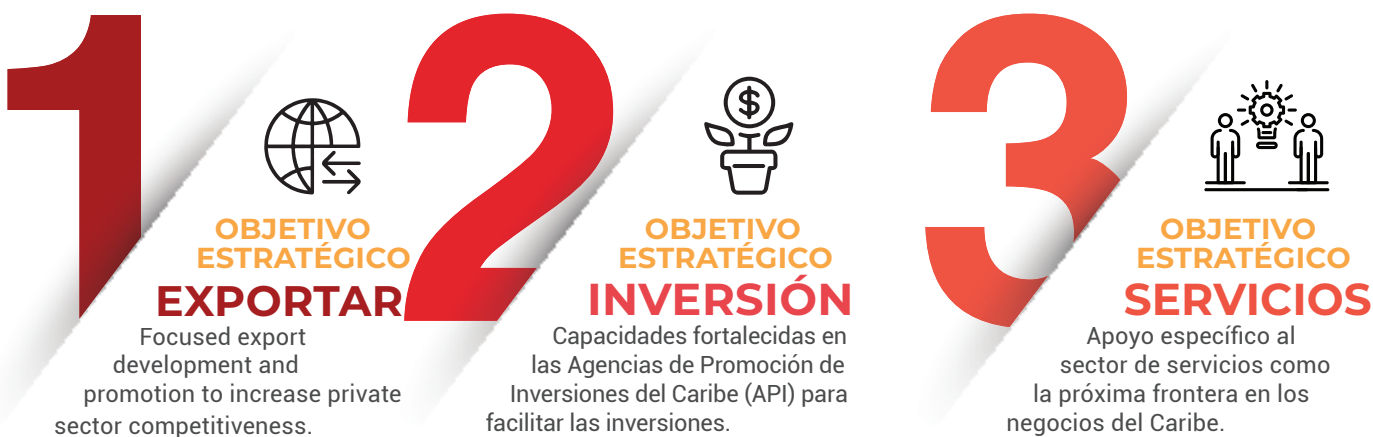 1
OBJETIVO
ESTRATÉGICO
EXPORTAR
Focused export
development and
promotion to increase private
sector competitiveness.
2
$
OBJETIVO
ESTRATÉGICO
INVERSIÓN
Capacidades fortalecidas en
las Agencias de Promoción de
Inversiones del Caribe (API) para
facilitar las inversiones.
3
OBJETIVO
ESTRATÉGICO
SERVICIOS
Apoyo específico al
sector de servicios como
la próxima frontera en los
negocios del Caribe.